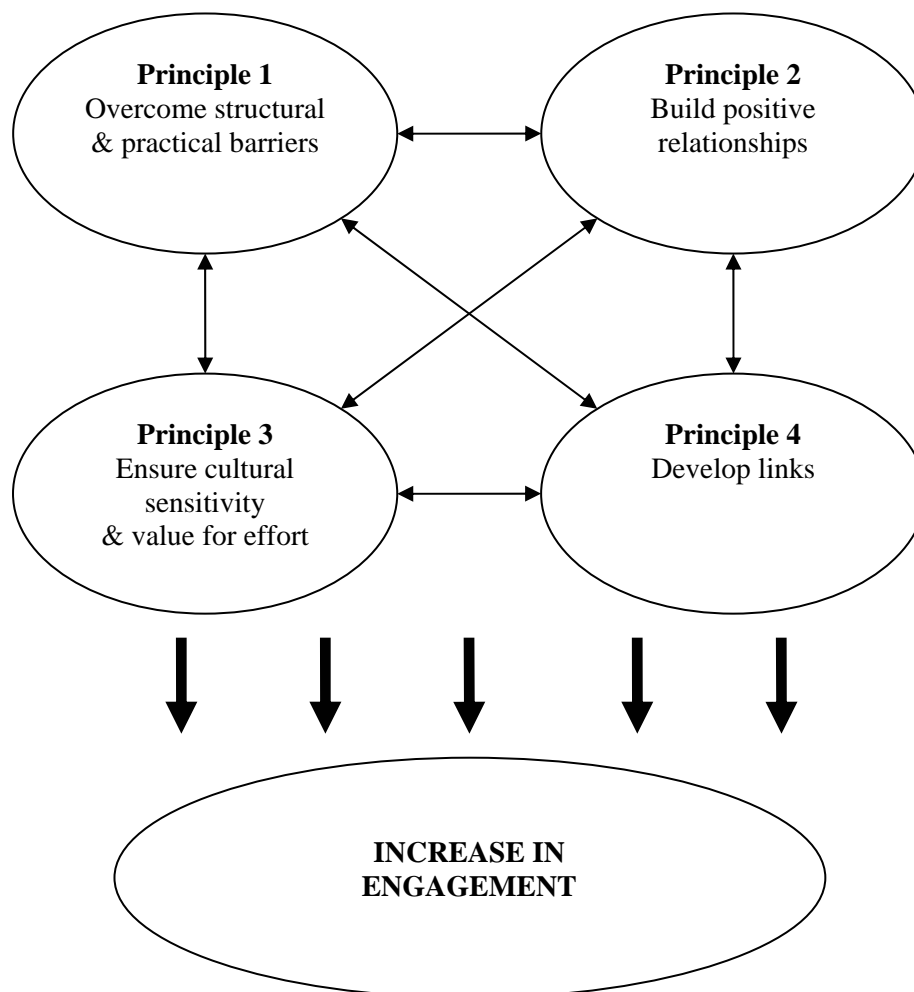 Principle 1
Overcome structural
& practical barriers
Principle 2
Build positive
relationships
Principle 3
Ensure cultural
sensitivity
& value for effort
Principle 4
Develop links
INCREASE IN
ENGAGEMENT